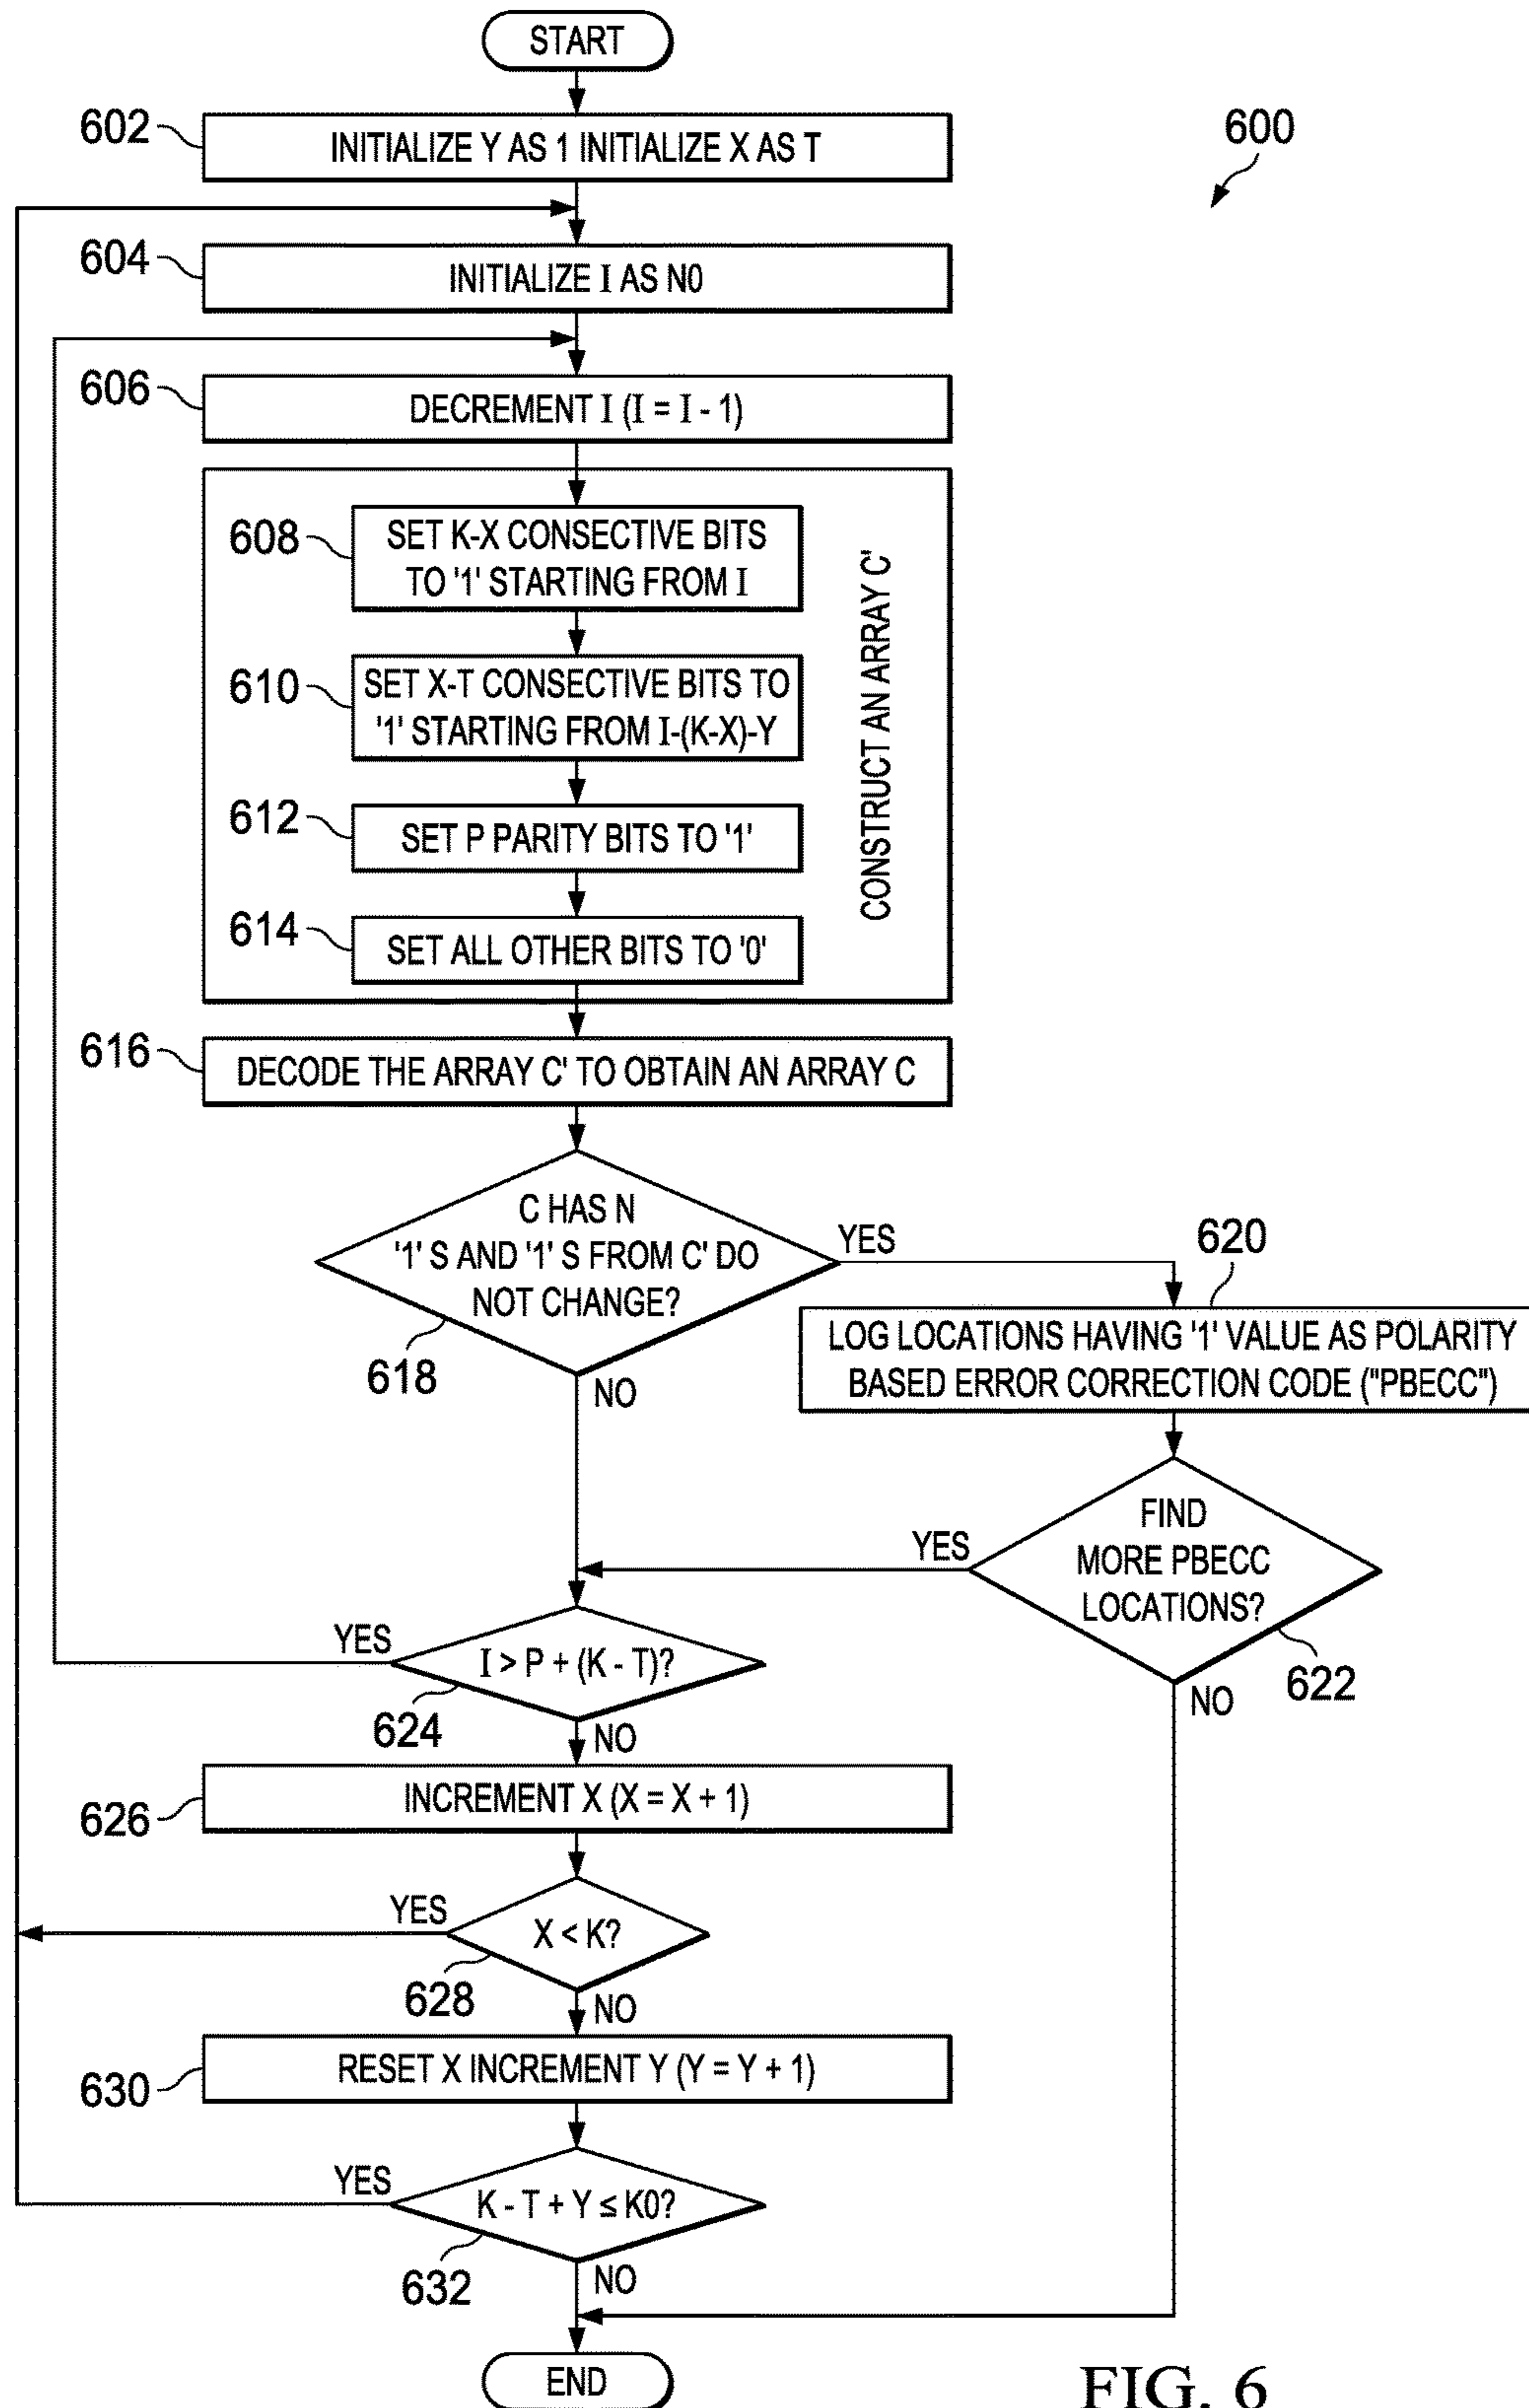 START
602
INITIALIZE Y AS 1 INITIALIZE X AS T
600
604
INITIALIZE I AS N0
606
DECREMENT I (I = I - 1)
608
SET K-X CONSECTIVE BITS
TO '1' STARTING FROM I
CONSTRUCT AN ARRAY C'
610
SET X-T CONSECTIVE BITS TO
'1' STARTING FROM I-(K-X)-Y
612
SET P PARITY BITS TO '1'
614
SET ALL OTHER BITS TO '0'
616
DECODE THE ARRAY C' TO OBTAIN AN ARRAY C
C HAS N
'1' S AND '1' S FROM C' DO
NOT CHANGE?
YES
618
NO
620
LOG LOCATIONS HAVING '1' VALUE AS POLARITY
BASED ERROR CORRECTION CODE ("PBECC")
FIND
MORE PBECC
LOCATIONS?
YES
622
NO
YES
I > P + (K - T)?
624
NO
626
INCREMENT X (X = X + 1)
YES
X < K?
628
NO
630
RESET X INCREMENT Y (Y = Y + 1)
YES
K - T + Y ≤ K0?
632
NO
END
FIG. 6